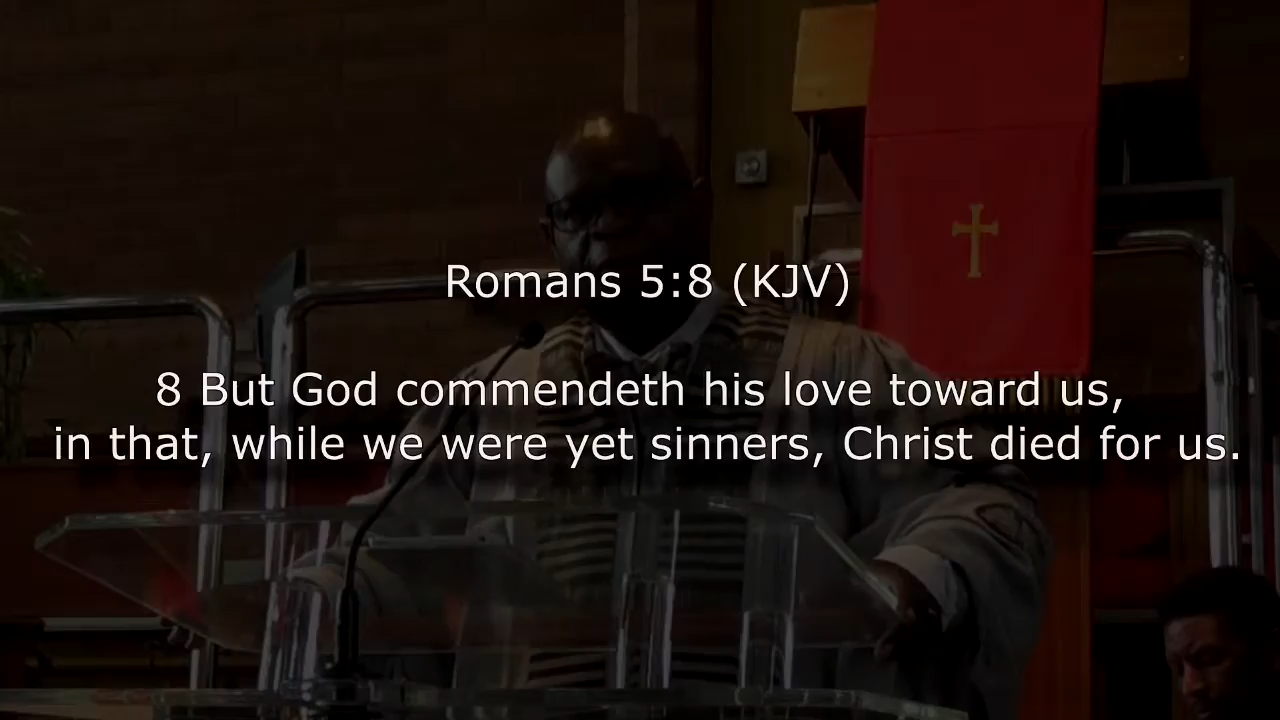 Romans 5:8 (KJV)
8 But God commendeth his love toward us,
in that, while we were yet sinners, Christ died for us.